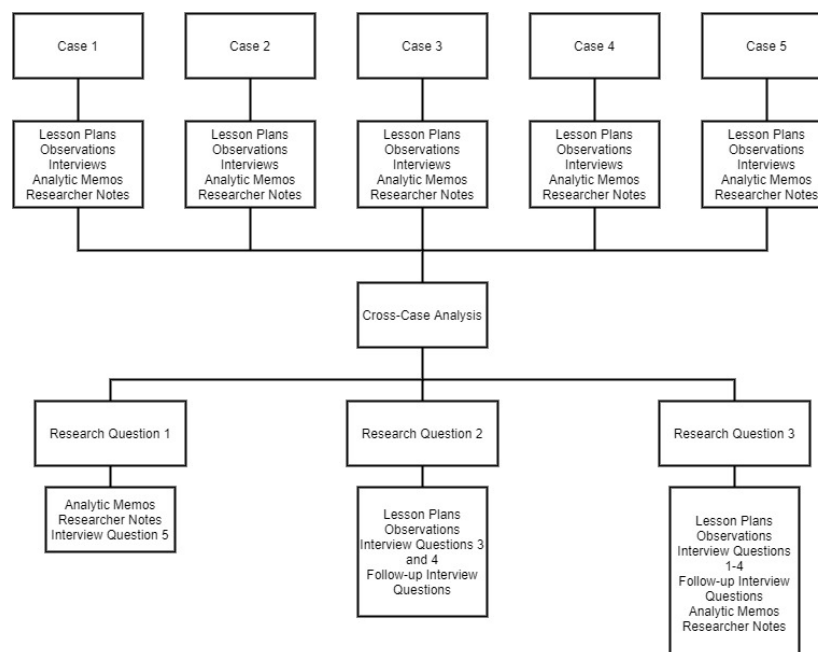 Case 1
Case 2
Case 3
Case 4
Case 5
Lesson Plans
Observations
Interviews
Analytic Memos
Researcher Notes
Lesson Plans
Observations
Interviews
Analytic Memos
Researcher Notes
Lesson Plans
Observations
Interviews
Analytic Memos
Researcher Notes
Lesson Plans
Observations
Interviews
Analytic Memos
Researcher Notes
Lesson Plans
Observations
Interviews
Analytic Memos
Researcher Notes
Cross-Case Analysis
Research Question 1
Research Question 2
Research Question 3
Analytic Memos
Researcher Notes
Interview Question 5
Lesson Plans
Observations
Interview Questions 3
and 4
Follow-up Interview
Questions
Lesson Plans
Observations
Interview Questions
1-4
Follow-up Interview
Questions
Analytic Memos
Researcher Notes